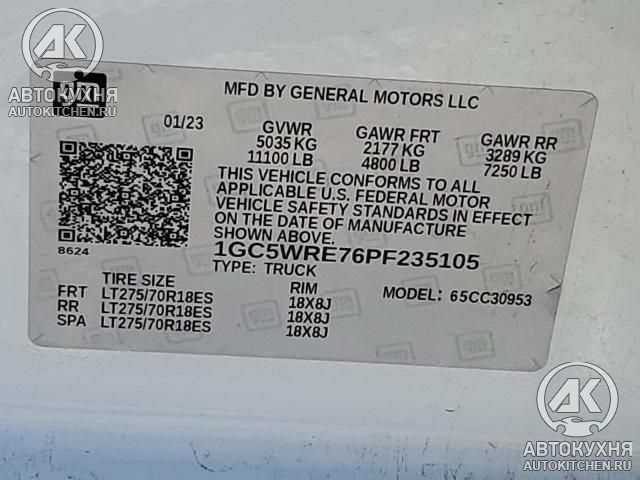 АК
АВТОКУХНЯ
AUTOKITCHEN.RU
gm
MFD BY GENERAL MOTORS LLC
01/23
GVWR
5035 KG
11100 LB
GAWR FRT
2177 KG
4800 LB
GAWR RR
3289 KG
7250 LB
THIS VEHICLE CONFORMS TO ALL
APPLICABLE U.S. FEDERAL MOTOR
VEHICLE SAFETY STANDARDS IN EFFECT
ON THE DATE OF MANUFACTURE
SHOWN ABOVE.
8624
1GC5WRE76PF235105
TYPE: TRUCK
MODEL: 65CC30953
TIRE SIZE RIM
FRT LT275/70R18ES 18X8J
RR LT275/70R18ES 18X8J
SPA LT275/70R18ES 18X8J
АК
АВТОКУХНЯ
AUTOKITCHEN.RU